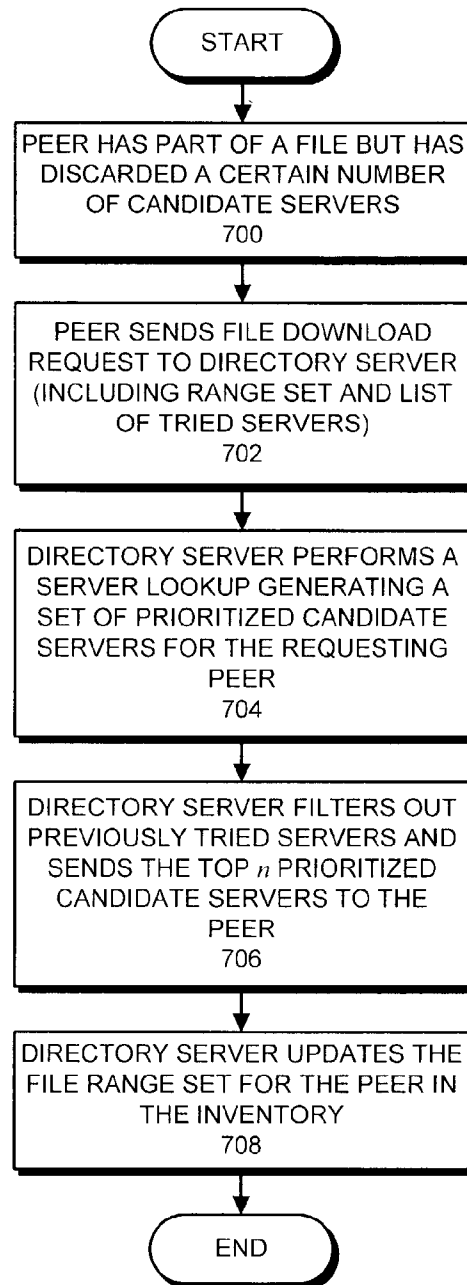 START
PEER HAS PART OF A FILE BUT HAS
DISCARDED A CERTAIN NUMBER
OF CANDIDATE SERVERS
700
PEER SENDS FILE DOWNLOAD
REQUEST TO DIRECTORY SERVER
(INCLUDING RANGE SET AND LIST
OF TRIED SERVERS)
702
DIRECTORY SERVER PERFORMS A
SERVER LOOKUP GENERATING A
SET OF PRIORITIZED CANDIDATE
SERVERS FOR THE REQUESTING
PEER
704
DIRECTORY SERVER FILTERS OUT
PREVIOUSLY TRIED SERVERS AND
SENDS THE TOP n PRIORITIZED
CANDIDATE SERVERS TO THE
PEER
706
DIRECTORY SERVER UPDATES THE
FILE RANGE SET FOR THE PEER IN
THE INVENTORY
708
END